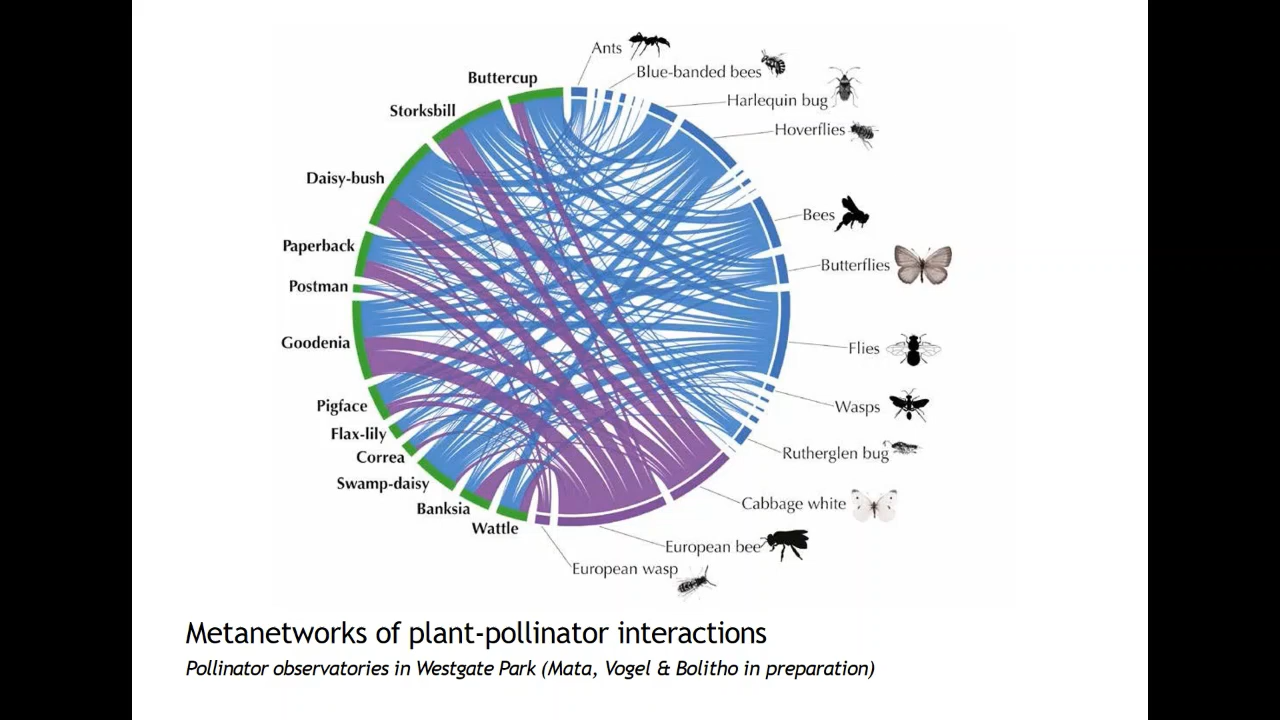 Ants
Blue-banded bees
Buttercup
Harlequin bug
Storksbill
Hoverflies
Daisy-bush
Bees
Paperback
Butterflies
Postman
Goodenia
Flies
Pigface
Wasps
Flax-lily
Rutherglen bug
Correa
Swamp-daisy
Cabbage white
Banksia
Wattle
European bee
European wasp
Metanetworks of plant-pollinator interactions
Pollinator observatories in Westgate Park (Mata, Vogel & Bolitho in preparation)